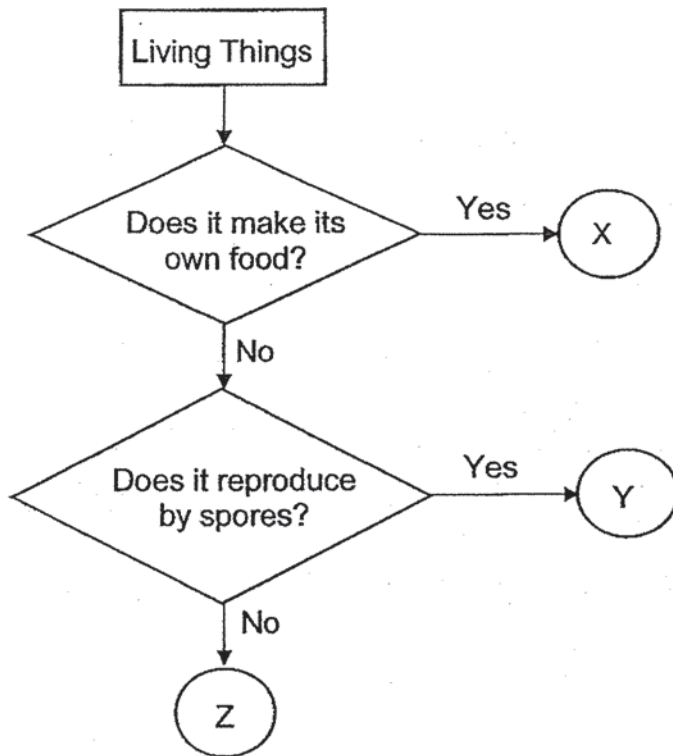 Living Things
Does it make its
own food?
Yes
X
No
Does it reproduce
by spores?
Yes
Y
No
Z